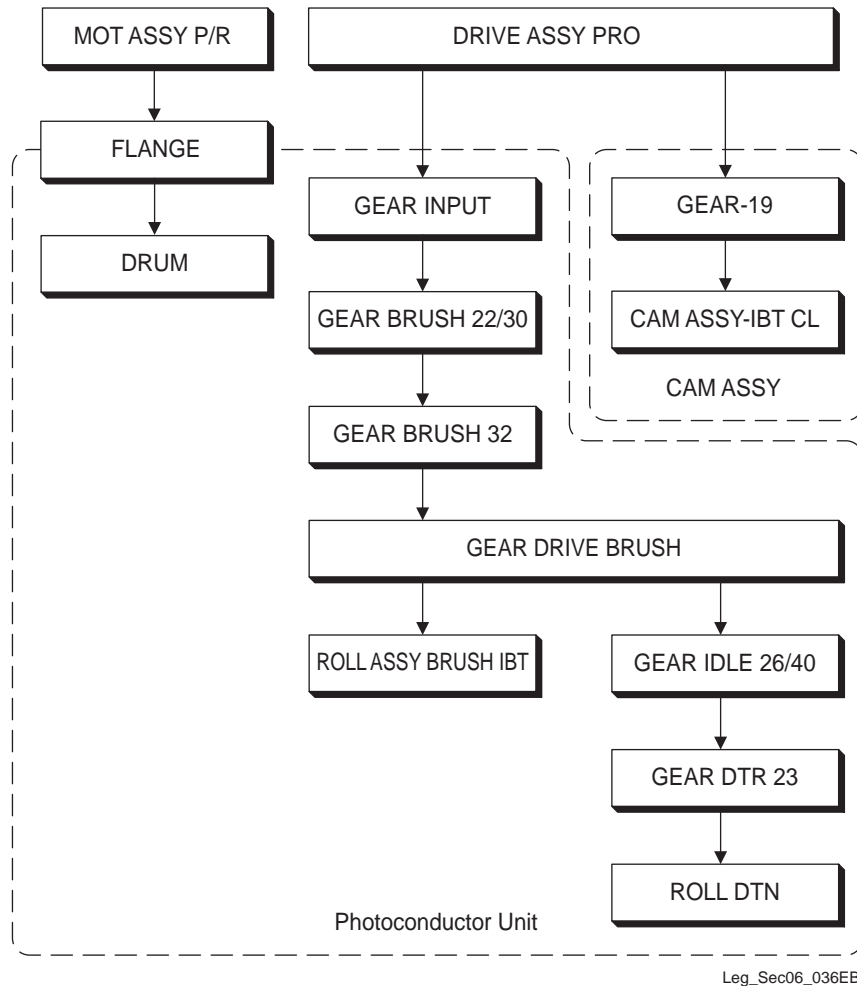 MOT ASSY P/R
DRIVE ASSY PRO
FLANGE
GEAR INPUT
GEAR-19
DRUM
GEAR BRUSH 22/30
CAM ASSY-IBT CL
CAM ASSY
GEAR BRUSH 32
GEAR DRIVE BRUSH
ROLL ASSY BRUSH IBT
GEAR IDLE 26/40
GEAR DTR 23
ROLL DTN
Photoconductor Unit
Leg_Sec06_036EB